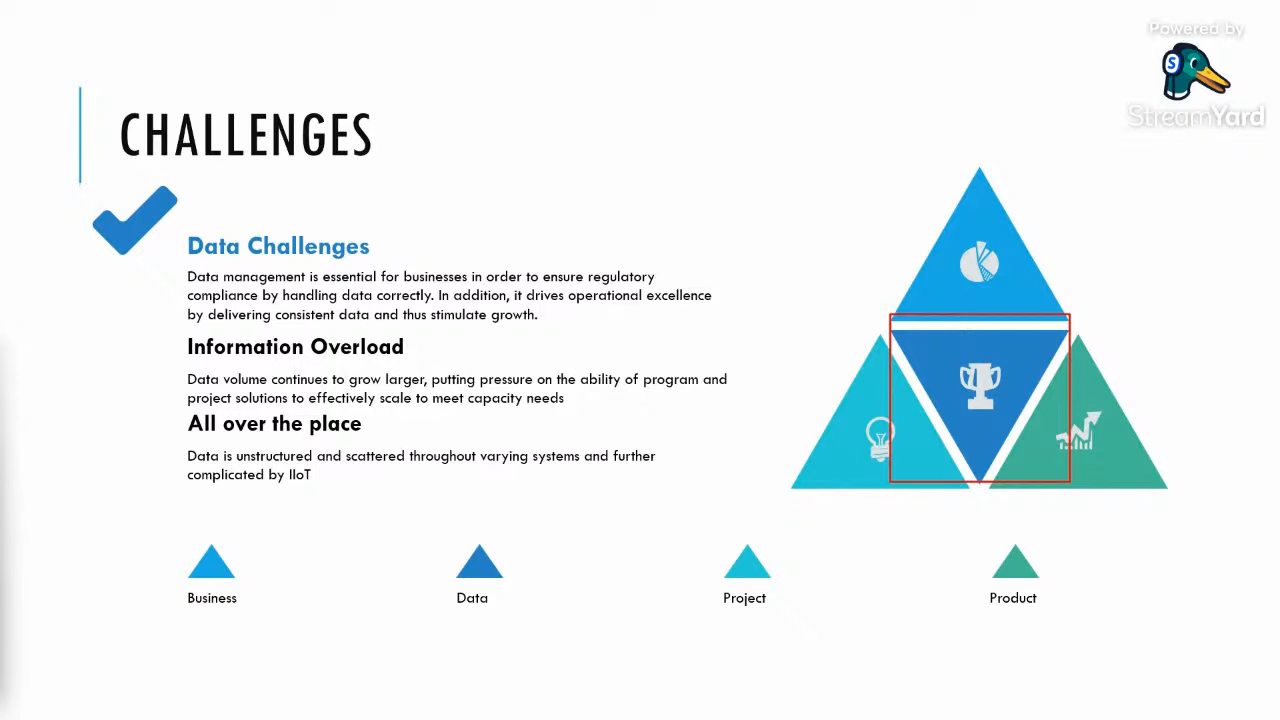 Powered by
S
StreamYard
CHALLENGES
Data Challenges
Data management is essential for businesses in order to ensure regulatory
compliance by handling data correctly. In addition, it drives operational excellence
by delivering consistent data and thus stimulate growth.
Information Overload
Data volume continues to grow larger, putting pressure on the ability of program and
project solutions to effectively scale to meet capacity needs
All over the place
Data is unstructured and scattered throughout varying systems and further
complicated by IIoT
Business
Data
Project
Product